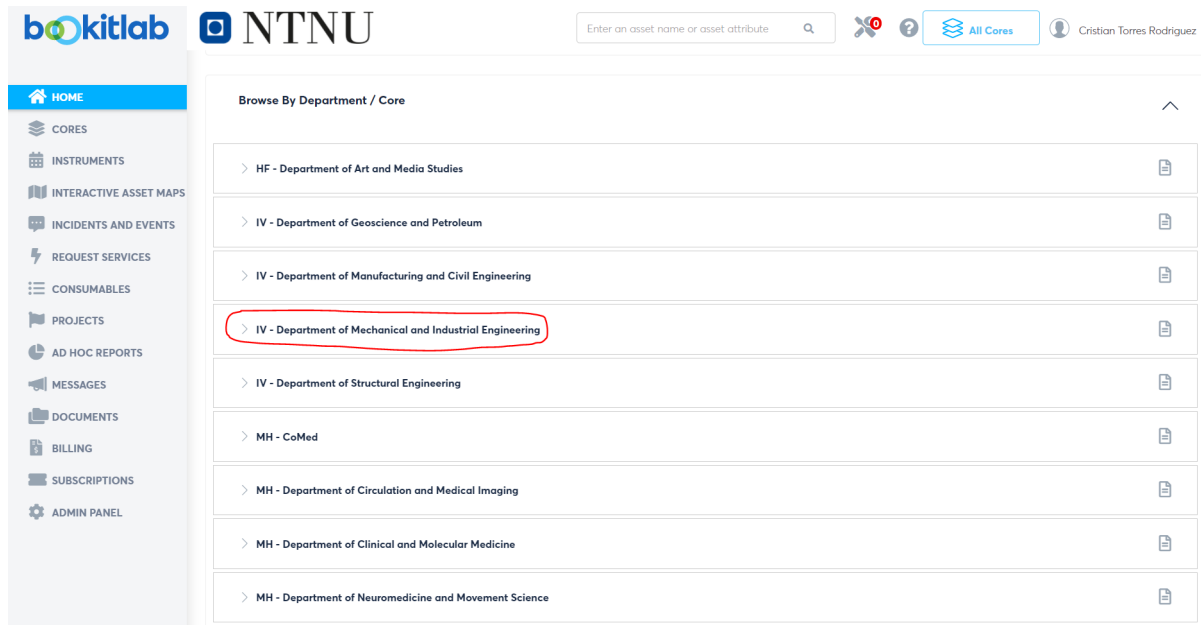 bookitlab
NTNU
Enter an asset name or asset attribute
0
All Cores
Cristian Torres Rodriguez
HOME
CORES
INSTRUMENTS
INTERACTIVE ASSET MAPS
INCIDENTS AND EVENTS
REQUEST SERVICES
CONSUMABLES
PROJECTS
AD HOC REPORTS
MESSAGES
DOCUMENTS
BILLING
SUBSCRIPTIONS
ADMIN PANEL
Browse By Department / Core
HF - Department of Art and Media Studies
IV - Department of Geoscience and Petroleum
IV - Department of Manufacturing and Civil Engineering
IV - Department of Mechanical and Industrial Engineering
IV - Department of Structural Engineering
MH - CoMed
MH - Department of Circulation and Medical Imaging
MH - Department of Clinical and Molecular Medicine
MH - Department of Neuromedicine and Movement Science